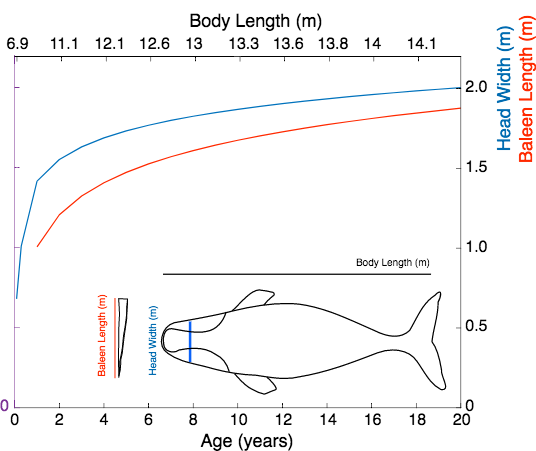 Body Length (m)
6.9 11.1 12.1 12.6 13 13.3 13.6 13.8 14 14.1
Head Width (m)
Baleen Length (m)
2.0
1.5
1.0
0.5
0
0
Body Length (m)
Baleen Length (m)
Head Width (m)
0 2 4 6 8 10 12 14 16 18 20
Age (years)